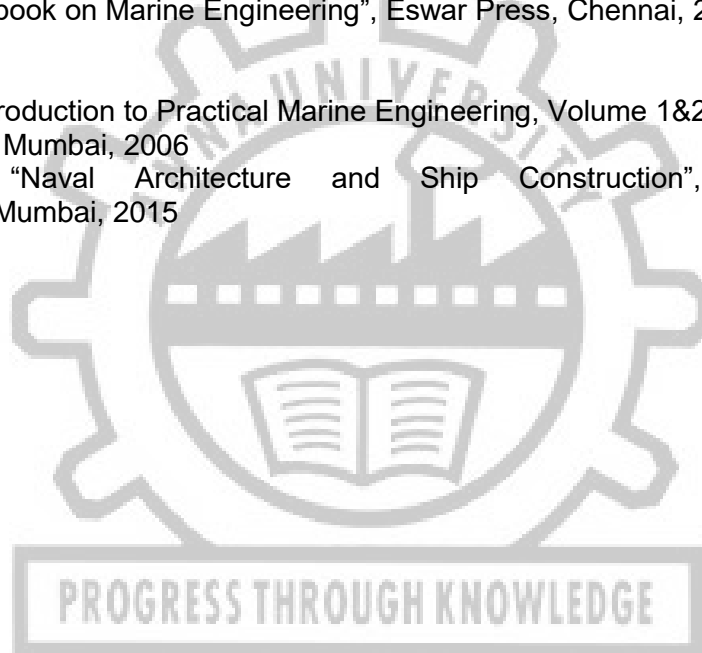 book on Marine Engineering”, Eswar Press, Chennai, 2
roduction to Practical Marine Engineering, Volume 1&2
Mumbai, 2006
“Naval Architecture and Ship Construction”,
Mumbai, 2015
ANNA UNIVERSITY
PROGRESS THROUGH KNOWLEDGE